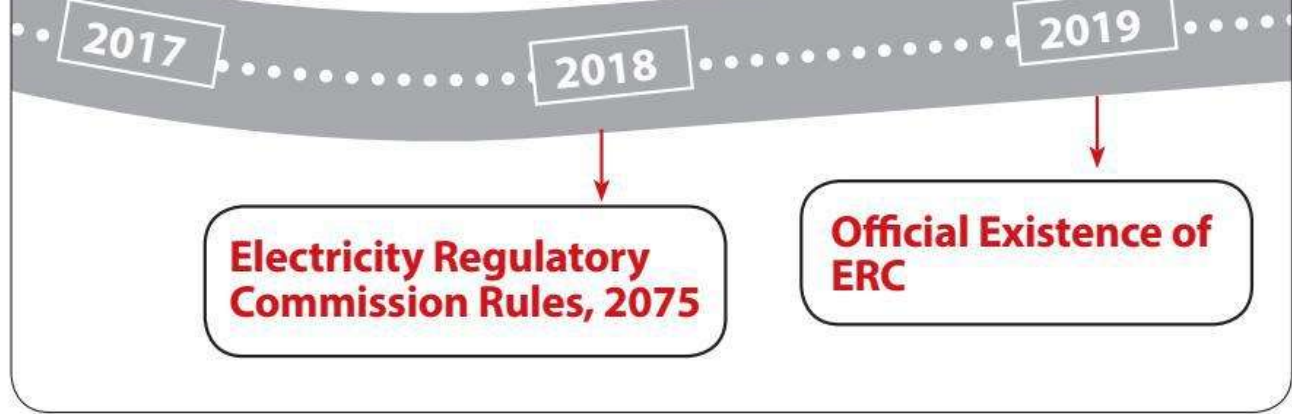 2017
2018
2019
Electricity Regulatory
Commission Rules, 2075
Official Existence of
ERC